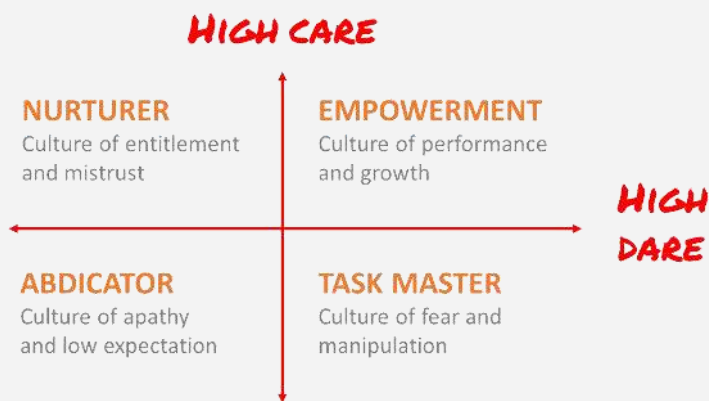 HIGH CARE
NURTURER
Culture of entitlement
and mistrust
EMPOWERMENT
Culture of performance
and growth
HIGH
DARE
ABDICATOR
Culture of apathy
and low expectation
TASK MASTER
Culture of fear and
manipulation